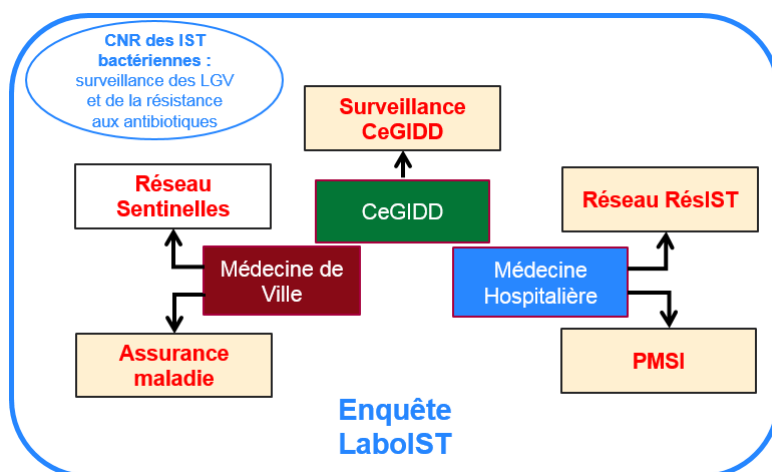 CNR des IST
bactériennes :
surveillance des LGV
et de la résistance
aux antibiotiques
Surveillance
CeGIDD
Réseau
Sentinelles
CeGIDD
Réseau RésIST
Médecine de
Ville
Médecine
Hospitalière
Assurance
maladie
PMSI
Enquête
LaboIST